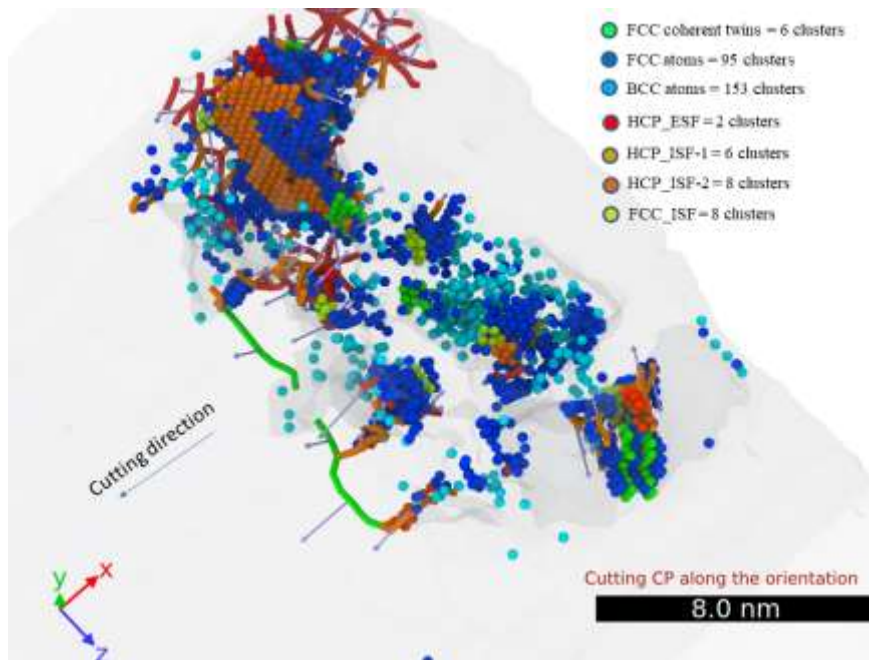 FCC coherent twins = 6 clusters
FCC atoms = 95 clusters
BCC atoms = 153 clusters
HCP_ESF = 2 clusters
HCP_ISF-1 = 6 clusters
HCP_ISF-2 = 8 clusters
FCC_ISF = 8 clusters
Cutting direction
y
x
z
Cutting CP along the orientation
8.0 nm